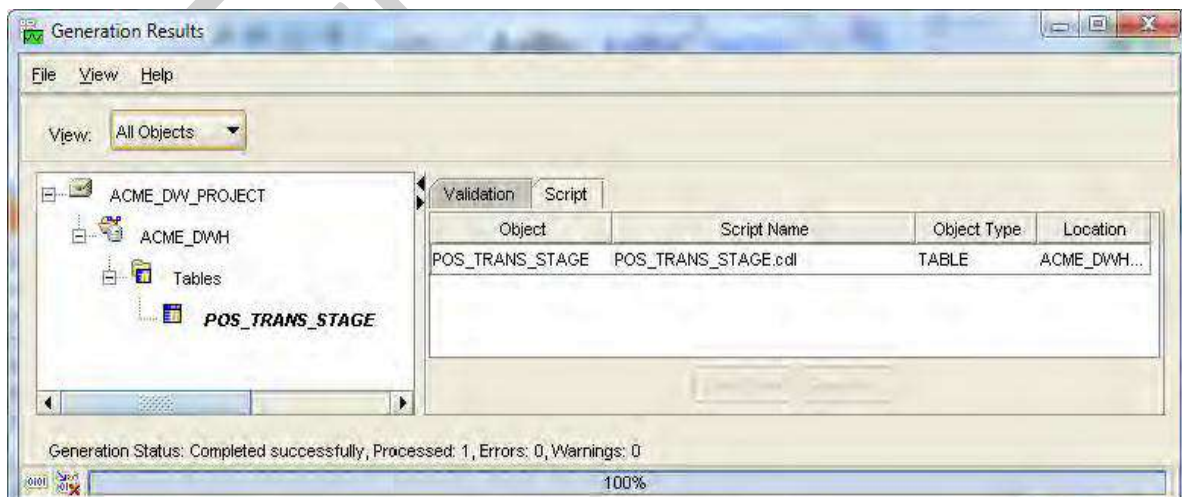 Generation Results
File View Help
View: All Objects
ACME_DW_PROJECT
ACME_DWH
Tables
POS_TRANS_STAGE
Validation Script
Object Script Name Object Type Location
POS_TRANS_STAGE POS_TRANS_STAGE.cdl TABLE ACME_DWH...
Generation Status: Completed successfully, Processed: 1, Errors: 0, Warnings: 0
100%